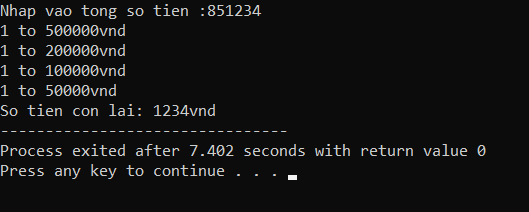 Nhap vao tong so tien :851234
1 to 500000vnd
1 to 200000vnd
1 to 100000vnd
1 to 50000vnd
So tien con lai: 1234vnd
--------------------------------
Process exited after 7.402 seconds with return value 0
Press any key to continue . . .